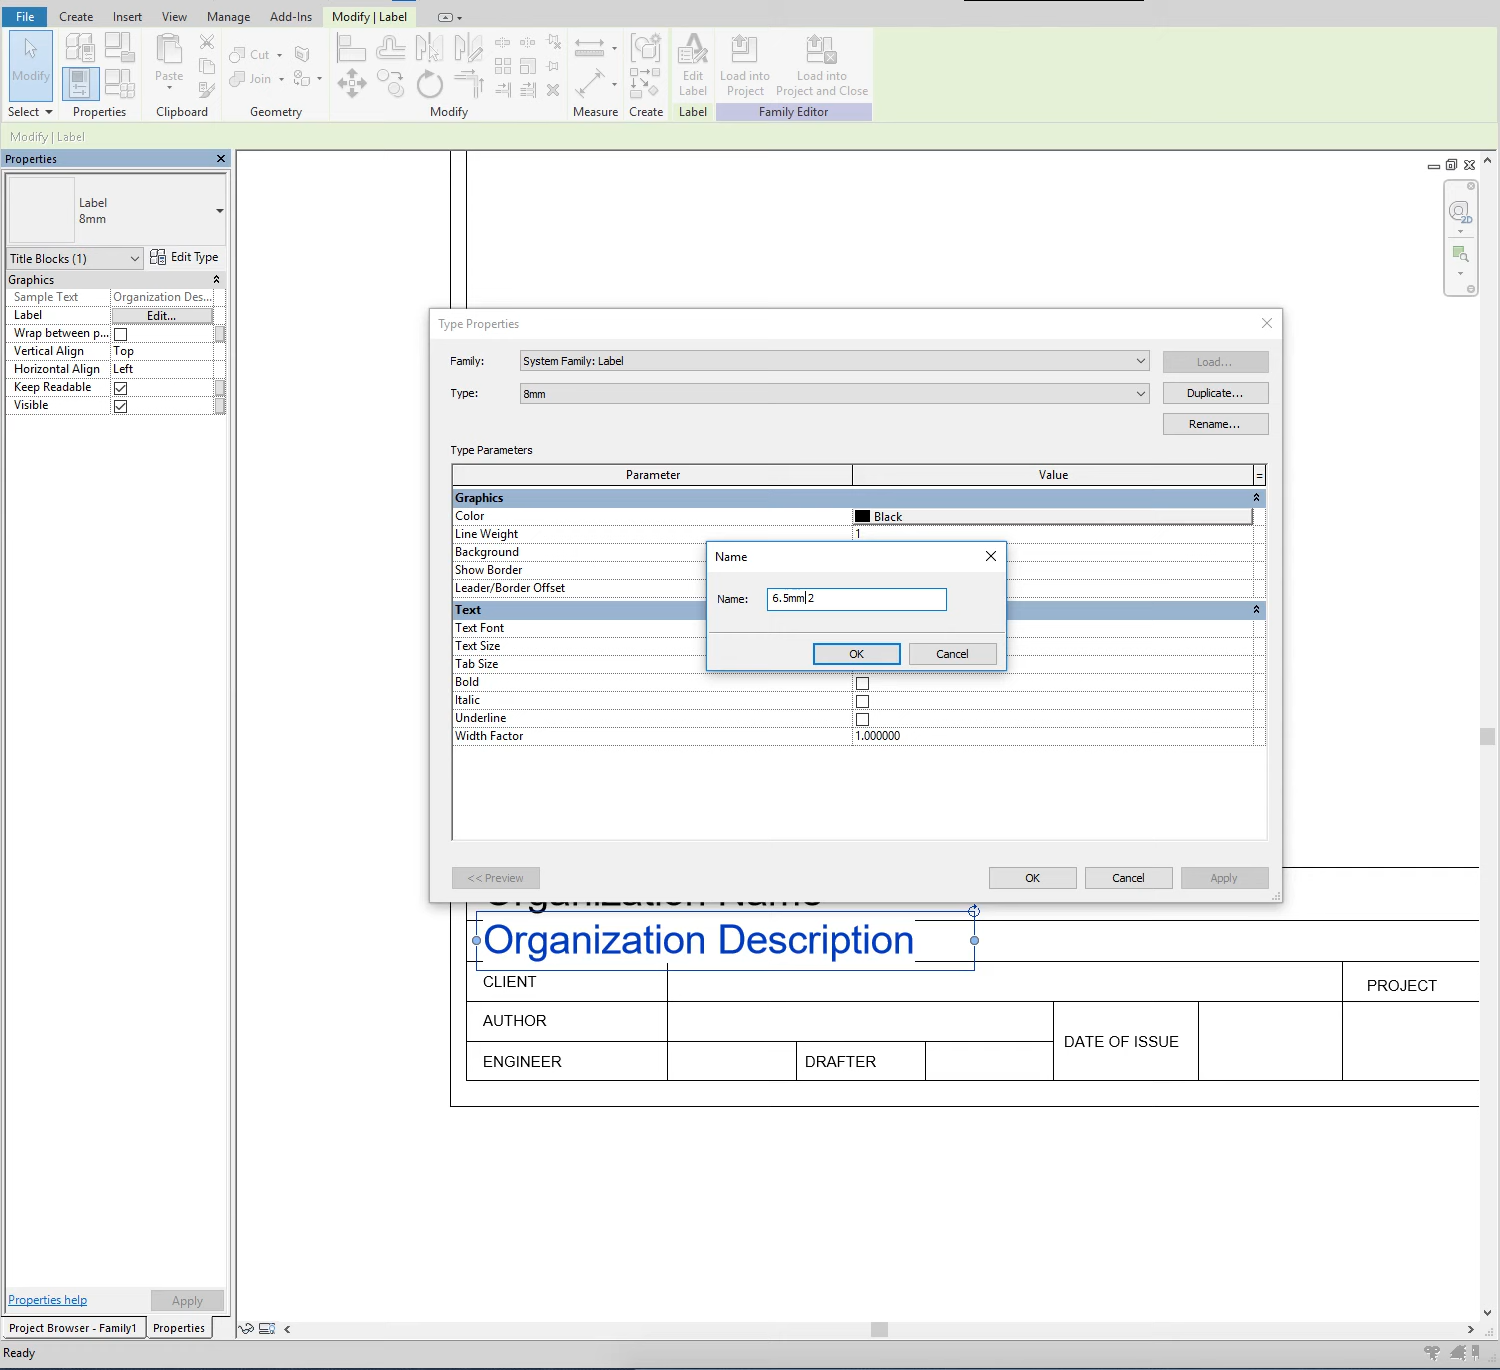 File Create Insert View Manage Add-Ins Modify | Label
Modify
Paste
Cut
Join
Edit
Label
Load into
Project
Load into
Project and Close
Select Properties Clipboard Geometry Modify Measure Create Label Family Editor
Modify | Label
Properties
Label
8mm
Title Blocks (1) Edit Type
Graphics
Sample Text Organization Des...
Label Edit...
Wrap between p...
Vertical Align Top
Horizontal Align Left
Keep Readable
Visible
2D
Type Properties
Family: System Family: Label Load...
Type: 8mm Duplicate...
Rename...
Type Parameters
Parameter Value =
Graphics
Color Black
Line Weight 1
Background
Show Border
Leader/Border Offset
Text
Text Font
Text Size
Tab Size
Bold
Italic
Underline
Width Factor 1.000000
Name
Name: 6.5mm 2
OK Cancel
<< Preview OK Cancel Apply
Organization Name
Organization Description
CLIENT PROJECT
AUTHOR
DATE OF ISSUE
ENGINEER DRAFTER
Properties help Apply
Project Browser - Family1 Properties
Ready